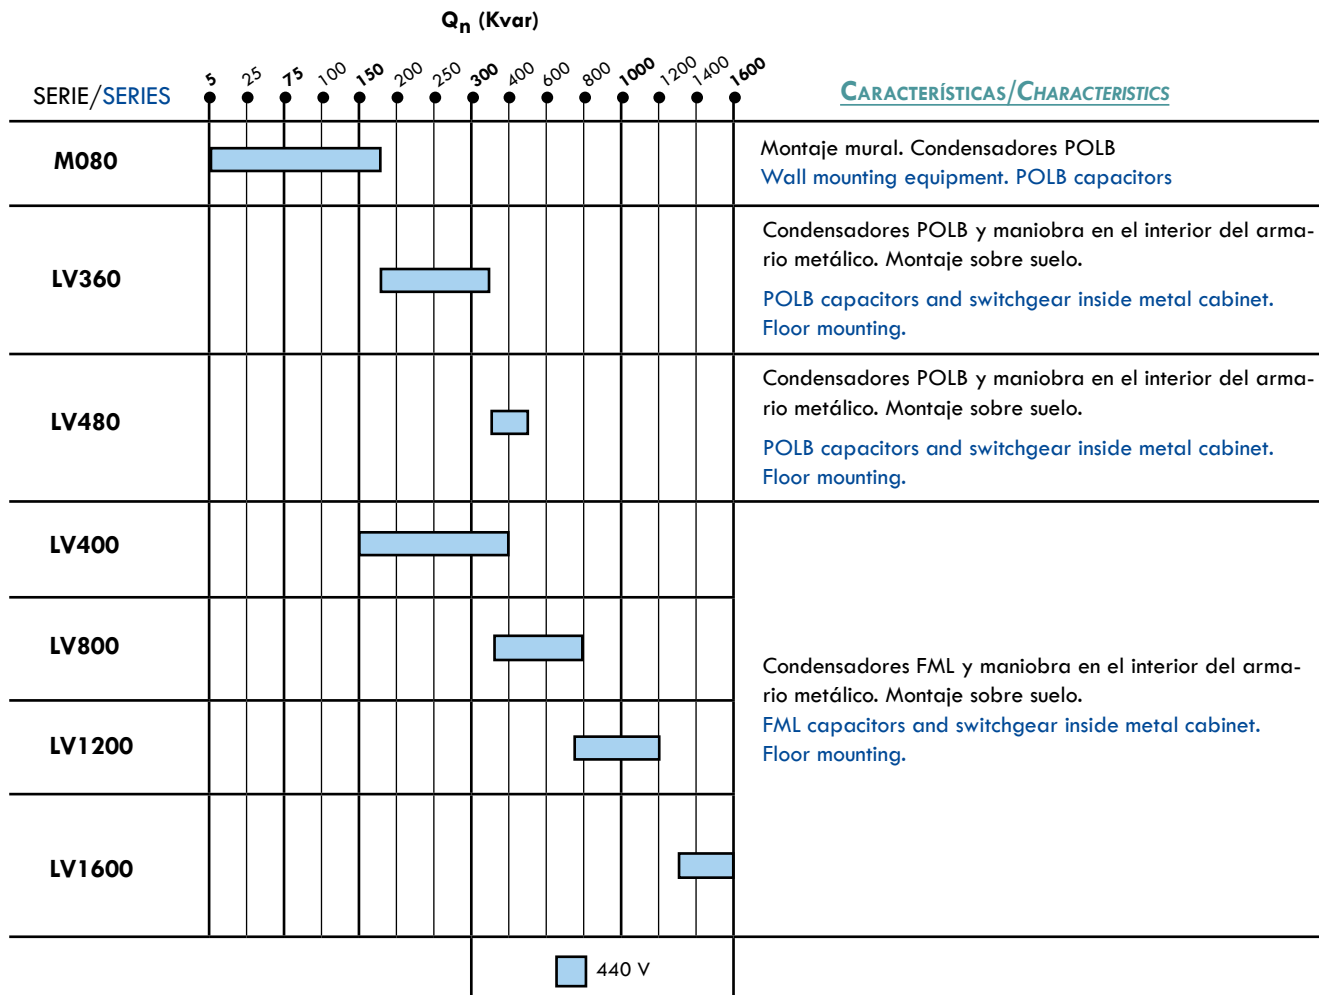 Qn (Kvar)
5 25 75 100 150 200 250 300 400 600 800 1000 1200 1400 1600
SERIE/SERIES
CARACTERÍSTICAS/CHARACTERISTICS
M080
Montaje mural. Condensadores POLB
Wall mounting equipment. POLB capacitors
LV360
Condensadores POLB y maniobra en el interior del arma-
rio metálico. Montaje sobre suelo.
POLB capacitors and switchgear inside metal cabinet.
Floor mounting.
LV480
Condensadores POLB y maniobra en el interior del arma-
rio metálico. Montaje sobre suelo.
POLB capacitors and switchgear inside metal cabinet.
Floor mounting.
LV400
LV800
LV1200
LV1600
Condensadores FML y maniobra en el interior del arma-
rio metálico. Montaje sobre suelo.
FML capacitors and switchgear inside metal cabinet.
Floor mounting.
440 V